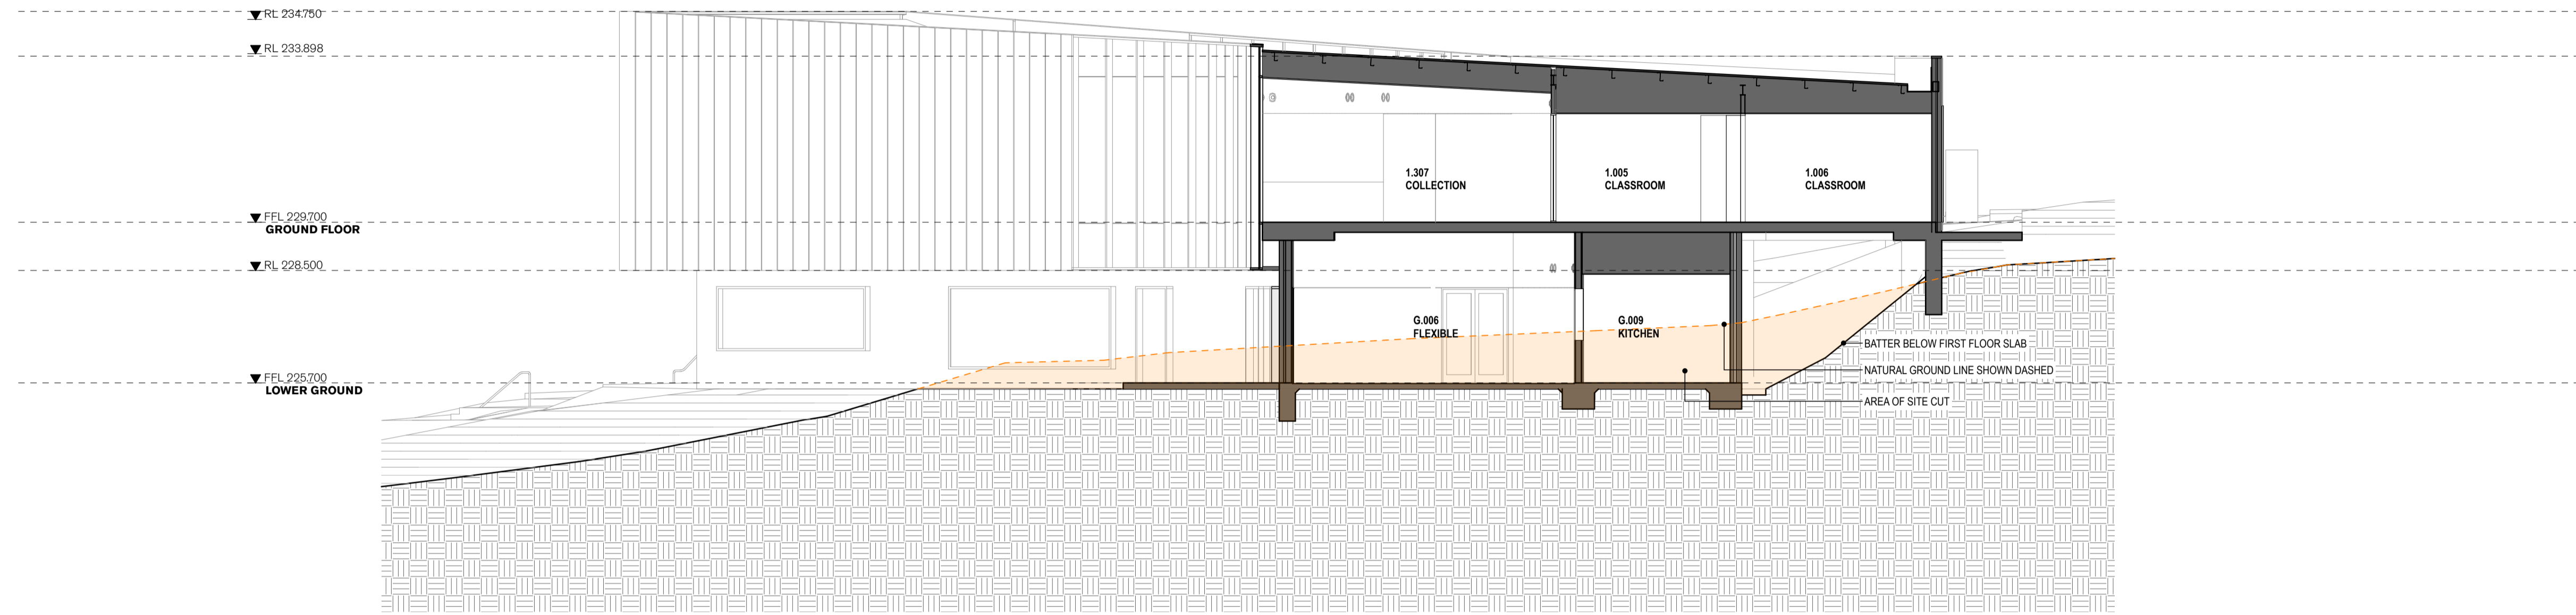 RL 234.750
RL 233.898
1.307
COLLECTION
1.005
CLASSROOM
1.006
CLASSROOM
FFL 229.700
GROUND FLOOR
RL 228.500
G.006
FLEXIBLE
G.009
KITCHEN
BATTER BELOW FIRST FLOOR SLAB
NATURAL GROUND LINE SHOWN DASHED
FFL 225.700
LOWER GROUND
AREA OF SITE CUT